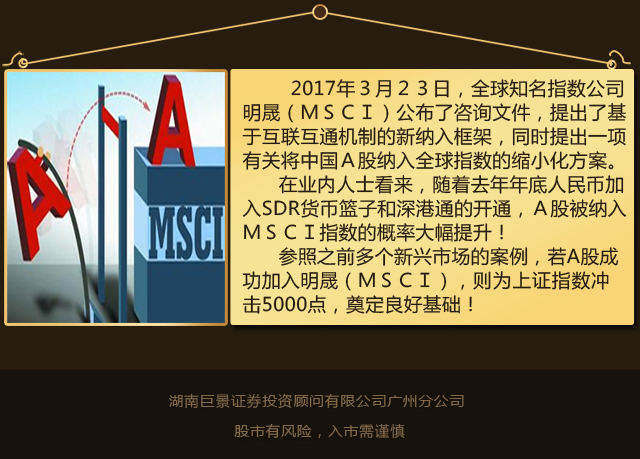 A
A
MSCI
2017年３月２３日，全球知名指数公司
明晟（ＭＳＣＩ）公布了咨询文件，提出了基
于互联互通机制的新纳入框架，同时提出一项
有关将中国Ａ股纳入全球指数的缩小化方案。
在业内人士看来，随着去年年底人民币加
入SDR货币篮子和深港通的开通，Ａ股被纳入
ＭＳＣＩ指数的概率大幅提升！
参照之前多个新兴市场的案例，若A股成
功加入明晟（ＭＳＣＩ），则为上证指数冲
击5000点，奠定良好基础！
湖南巨景证券投资顾问有限公司广州分公司
股市有风险，入市需谨慎